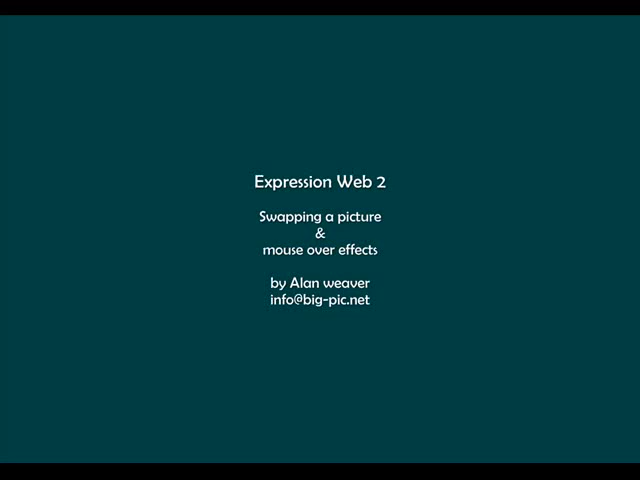 Expression Web 2
Swapping a picture
&
mouse over effects
by Alan weaver
info@big-pic.net